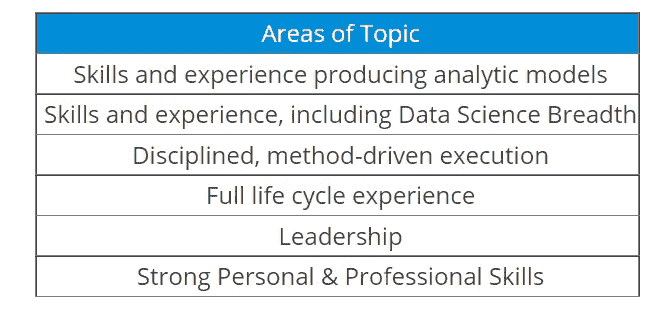 Areas of Topic
Skills and experience producing analytic models
Skills and experience, including Data Science Breadth
Disciplined, method-driven execution
Full life cycle experience
Leadership
Strong Personal & Professional Skills